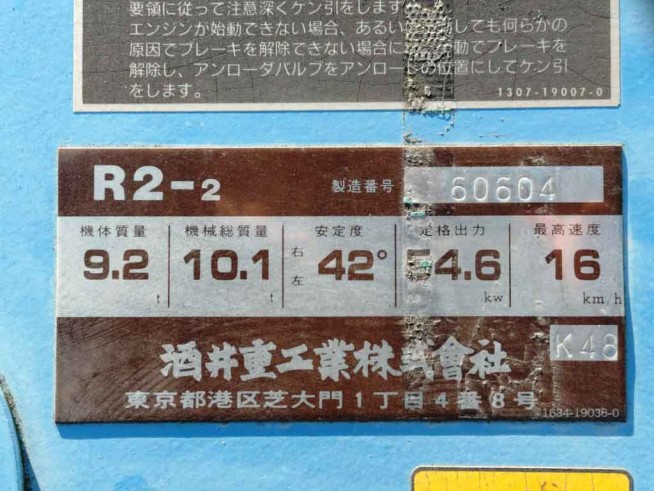 要領に従って注意深くケン引をします
エンジンが始動できない場合、あるい 動しても何らかの
原因でブレーキを解除できない場合に 動でブレーキを
解除し、アンローダバルブをアンロー の位置にしてケン引
をします。
1307-19007-0
R2-2 製造番号 60604
機体質量 機械総質量 安定度 定格出力 最高速度
9.2 t 10.1 t 右左 42° 4.6 kw 16 km/h
酒井重工業株式會社 K48
東京都港区芝大門1丁目4番8号
1634-19036-0